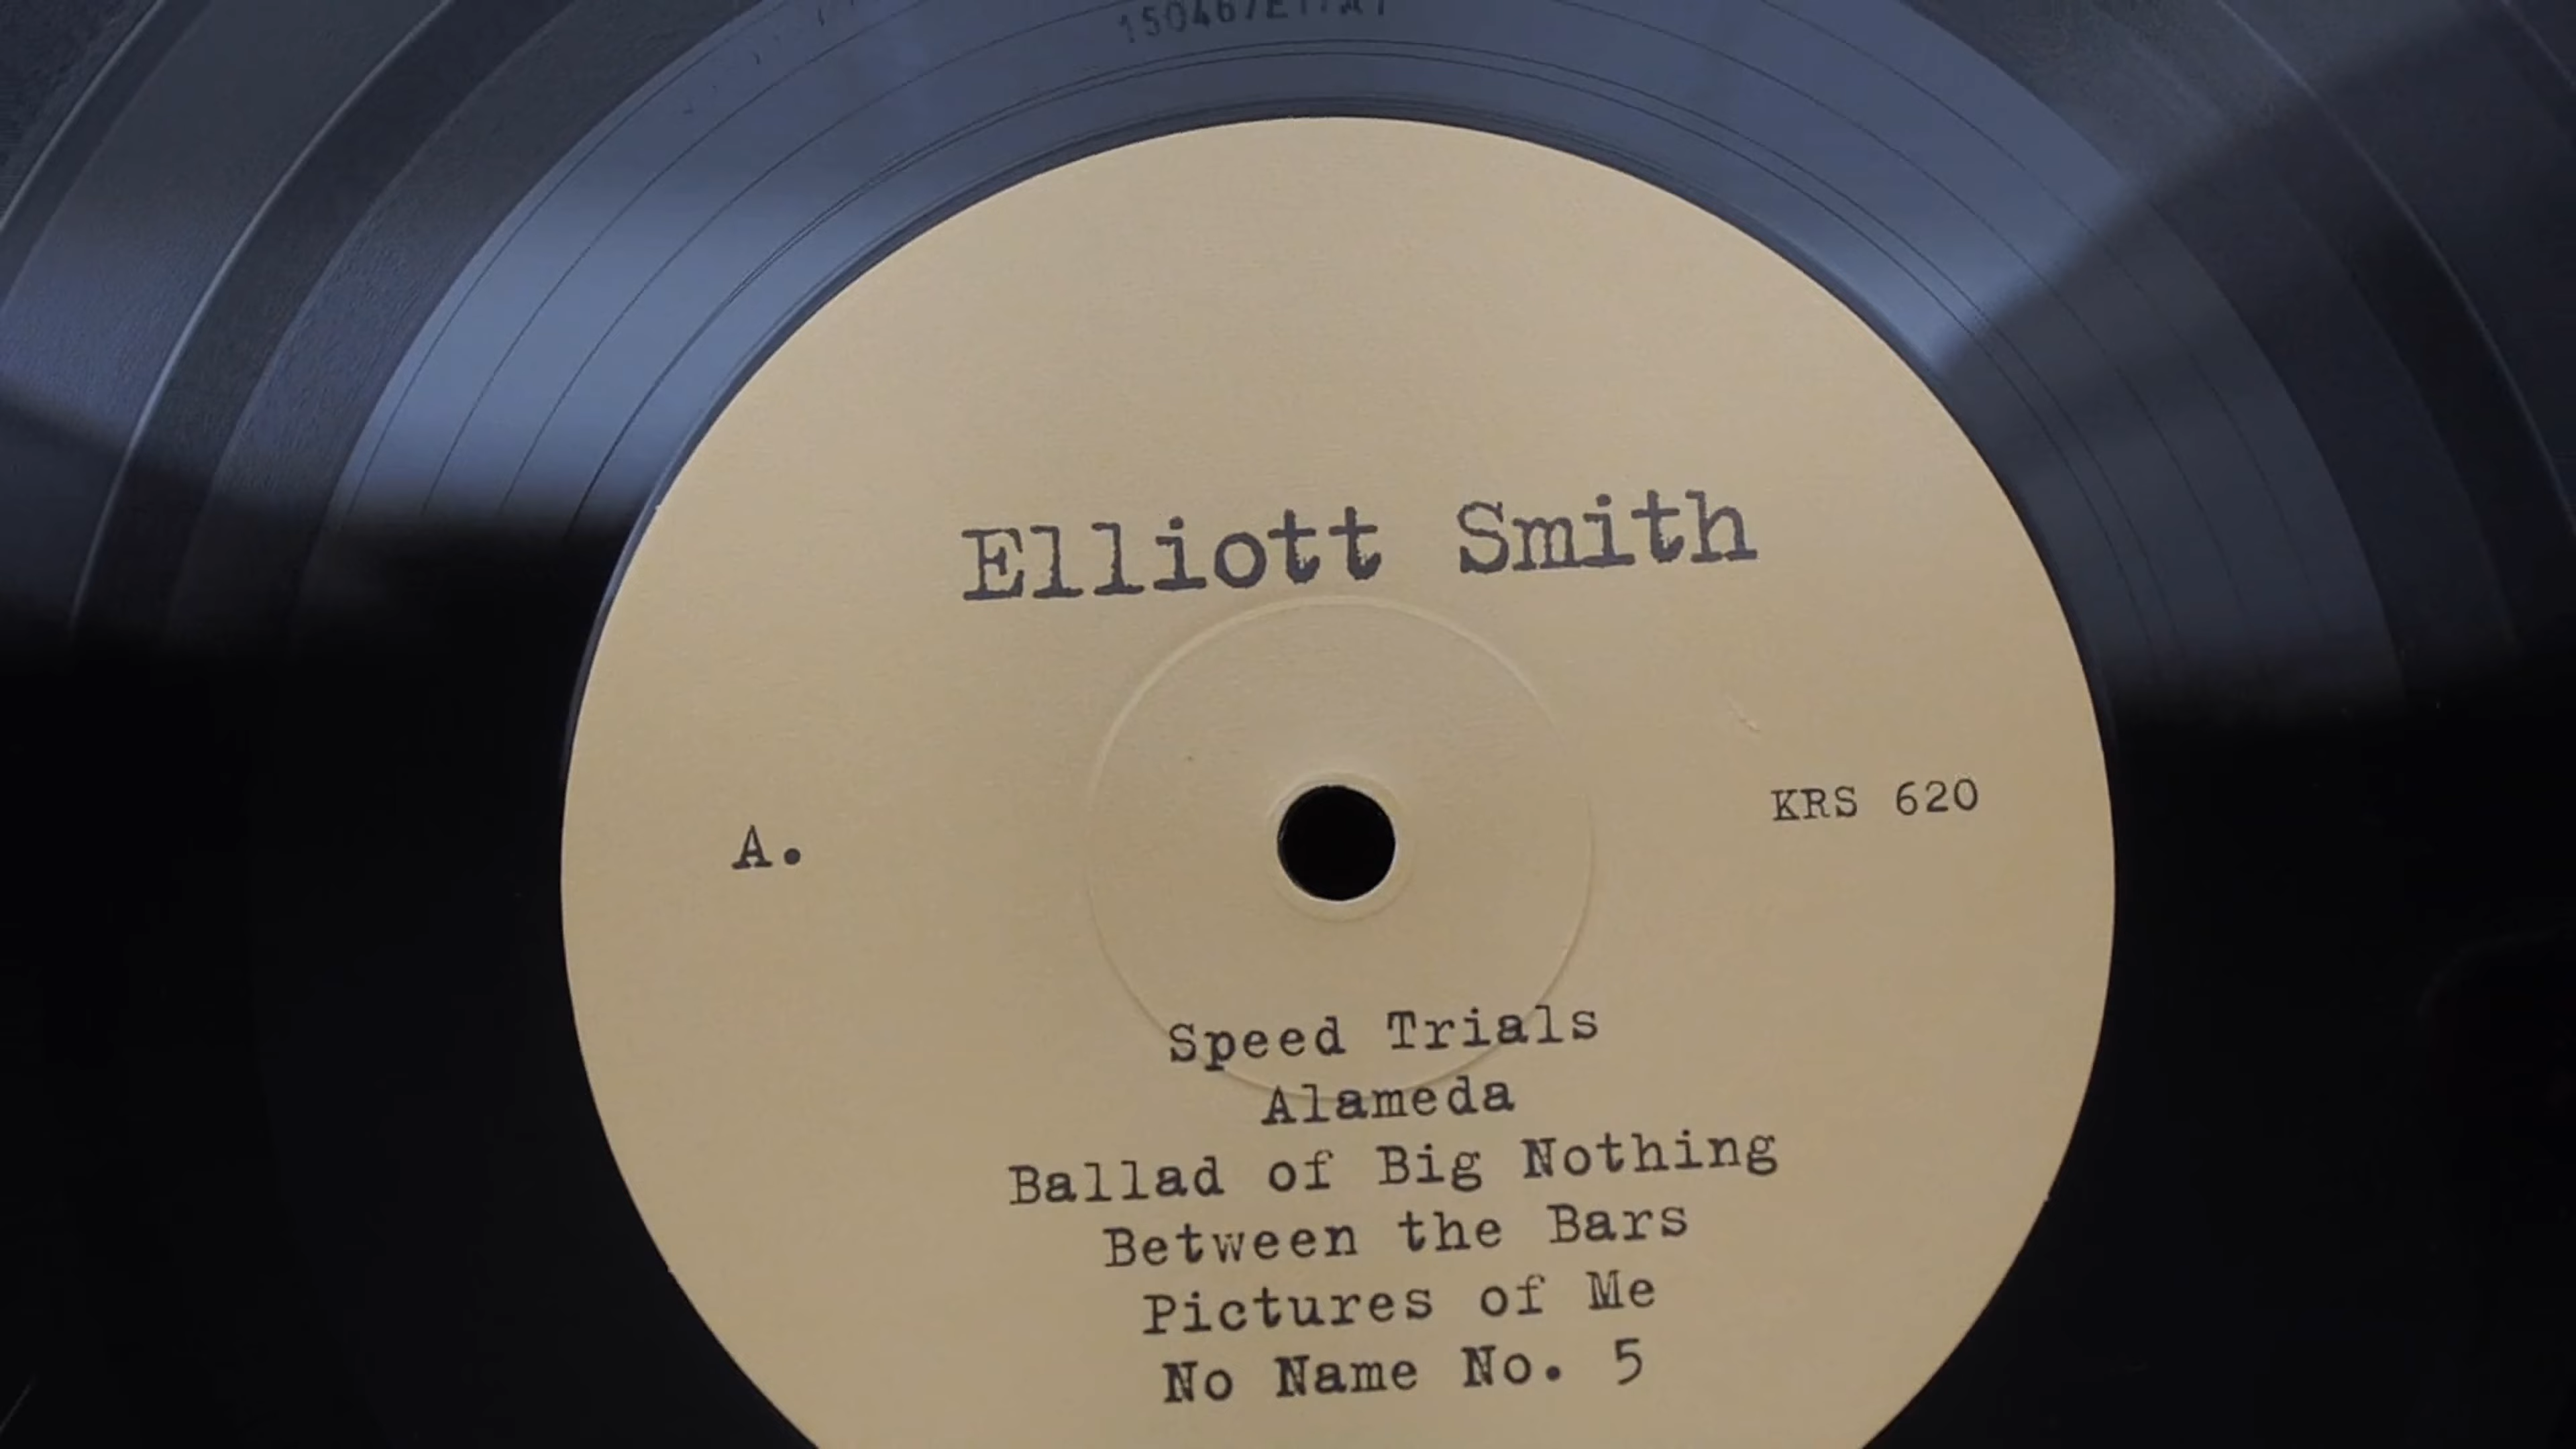 Elliott Smith
A.
KRS 620
Speed Trials
Alameda
Ballad of Big Nothing
Between the Bars
Pictures of Me
No Name No. 5